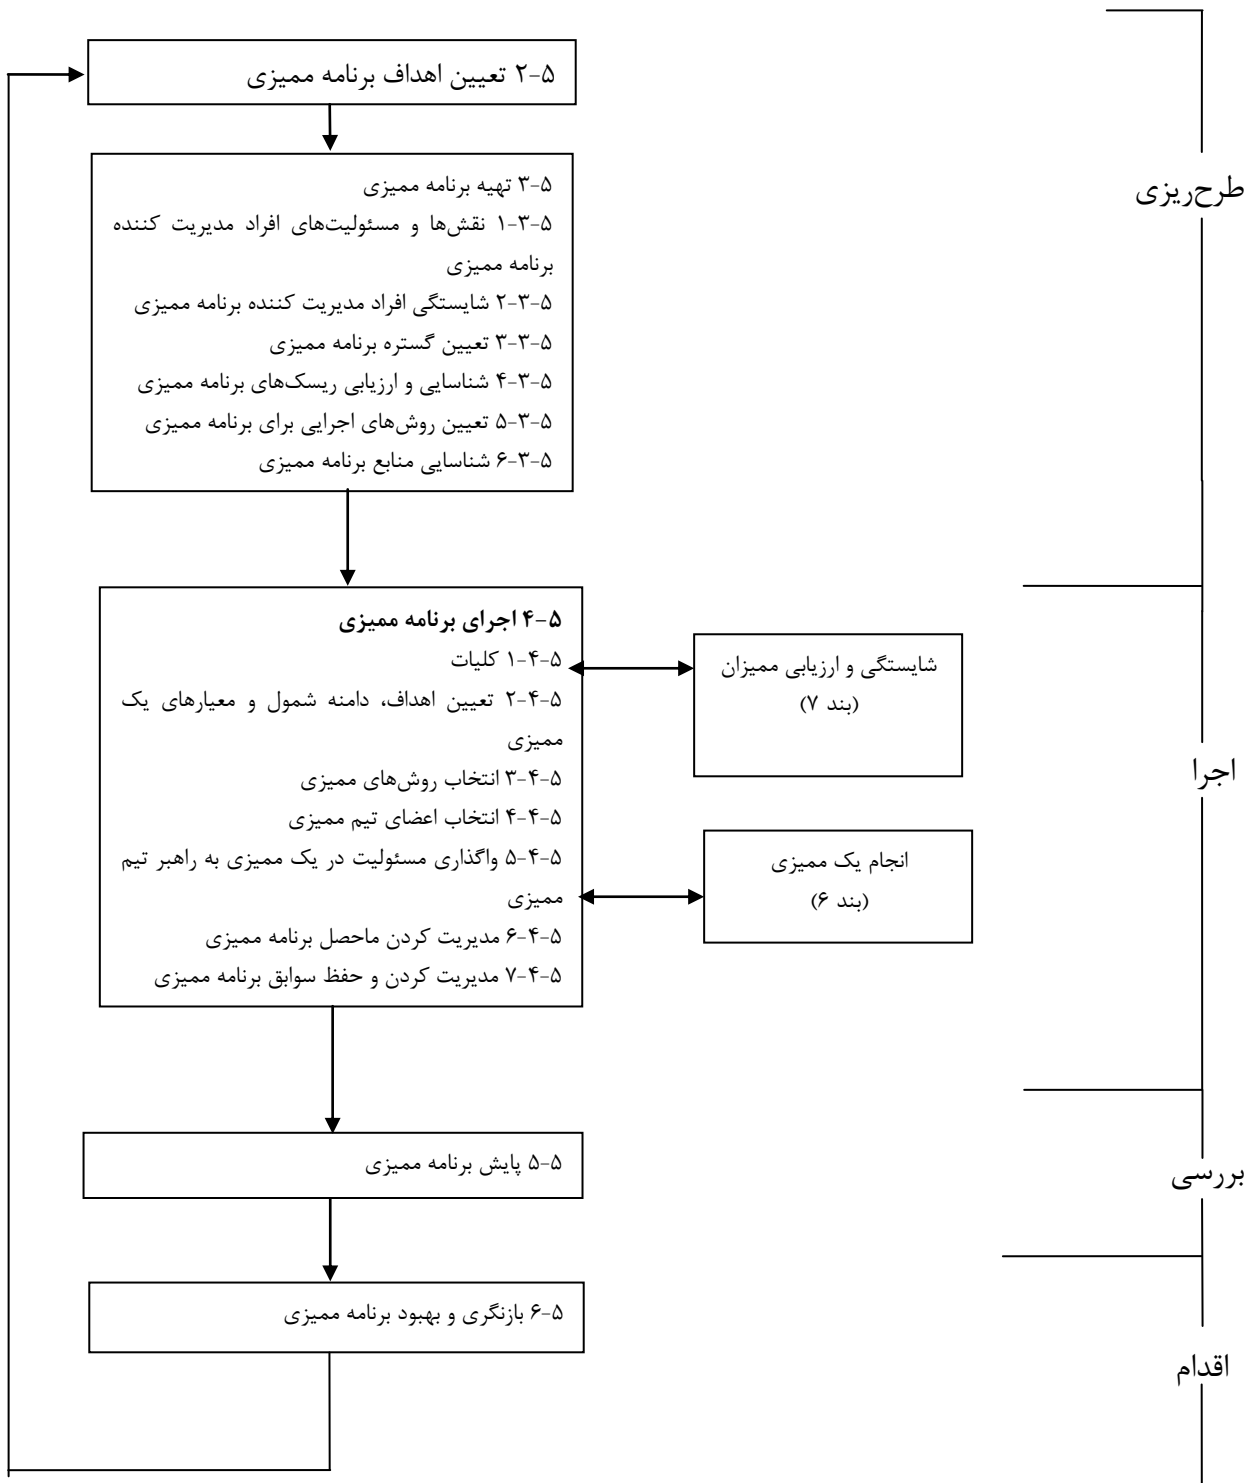 ۲-۵ تعیین اهداف برنامه ممیزی
۳-۵ تهیه برنامه ممیزی
۱-۳-۵ نقش‌ها و مسئولیت‌های افراد مدیریت کننده
برنامه ممیزی
۲-۳-۵ شایستگی افراد مدیریت کننده برنامه ممیزی
۳-۳-۵ تعیین گستره برنامه ممیزی
۴-۳-۵ شناسایی و ارزیابی ریسک‌های برنامه ممیزی
۵-۳-۵ تعیین روش‌های اجرایی برای برنامه ممیزی
۶-۳-۵ شناسایی منابع برنامه ممیزی
طرح‌ریزی
۴-۵ اجرای برنامه ممیزی
۱-۴-۵ کلیات
۲-۴-۵ تعیین اهداف، دامنه شمول و معیارهای یک
ممیزی
۳-۴-۵ انتخاب روش‌های ممیزی
۴-۴-۵ انتخاب اعضای تیم ممیزی
۵-۴-۵ واگذاری مسئولیت در یک ممیزی به راهبر تیم
ممیزی
۶-۴-۵ مدیریت کردن ماحصل برنامه ممیزی
۷-۴-۵ مدیریت کردن و حفظ سوابق برنامه ممیزی
شایستگی و ارزیابی ممیزان
(بند ۷)
انجام یک ممیزی
(بند ۶)
اجرا
۵-۵ پایش برنامه ممیزی
بررسی
۶-۵ بازنگری و بهبود برنامه ممیزی
اقدام